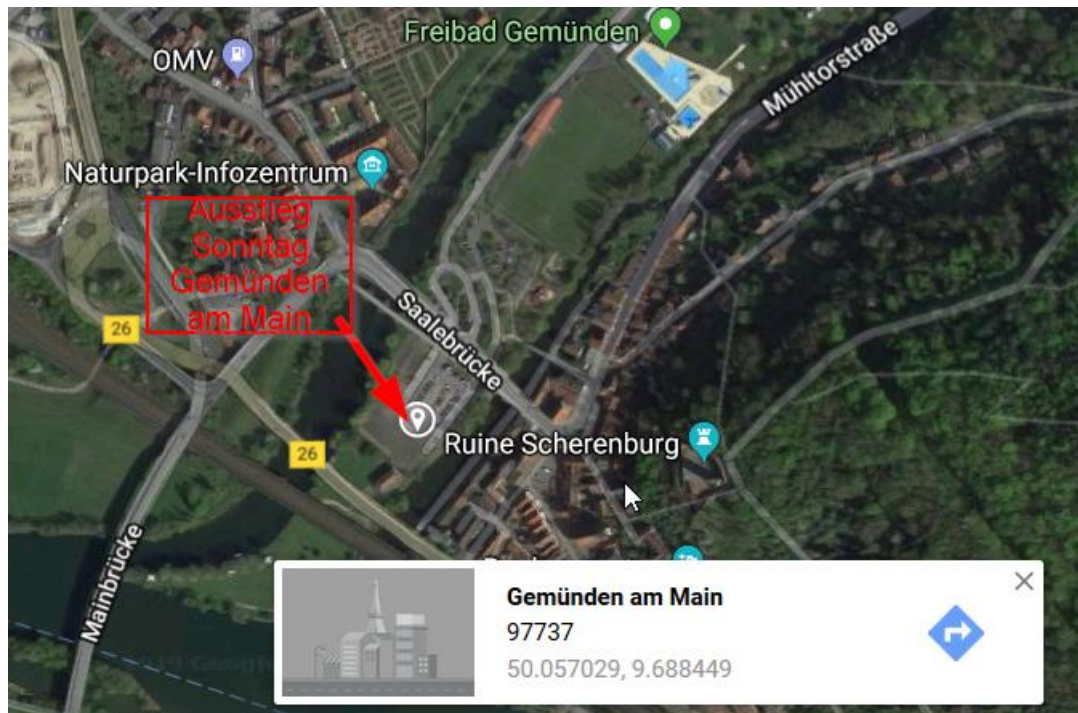 Freibad Gemünden
OMV
Mühltorstraße
Naturpark-Infozentrum
Ausstieg
Sonntag
Gemünden
am Main
26
Saalebrücke
26
Ruine Scherenburg
Mainbrücke
Gemünden am Main
97737
50.057029, 9.688449